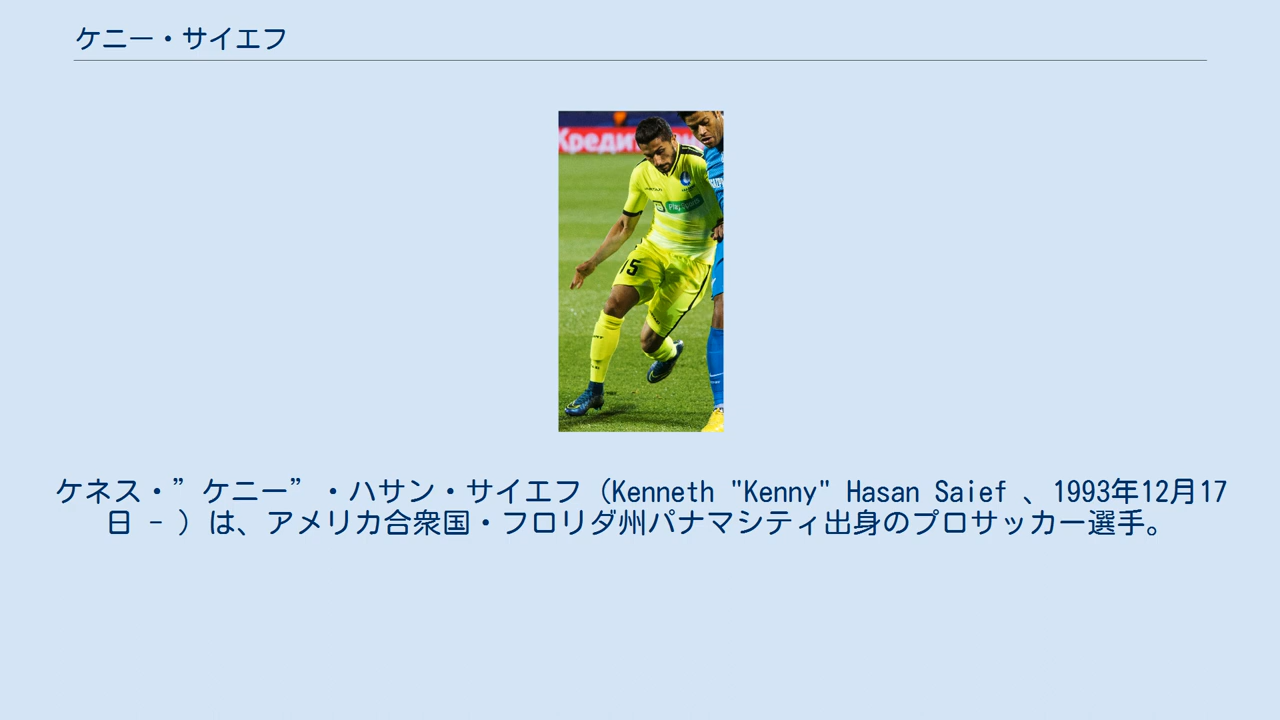 ケニー・サイエフ
Кредит
15
ケネス・”ケニー”・ハサン・サイエフ（Kenneth "Kenny" Hasan Saief 、1993年12月17
日 - ）は、アメリカ合衆国・フロリダ州パナマシティ出身のプロサッカー選手。